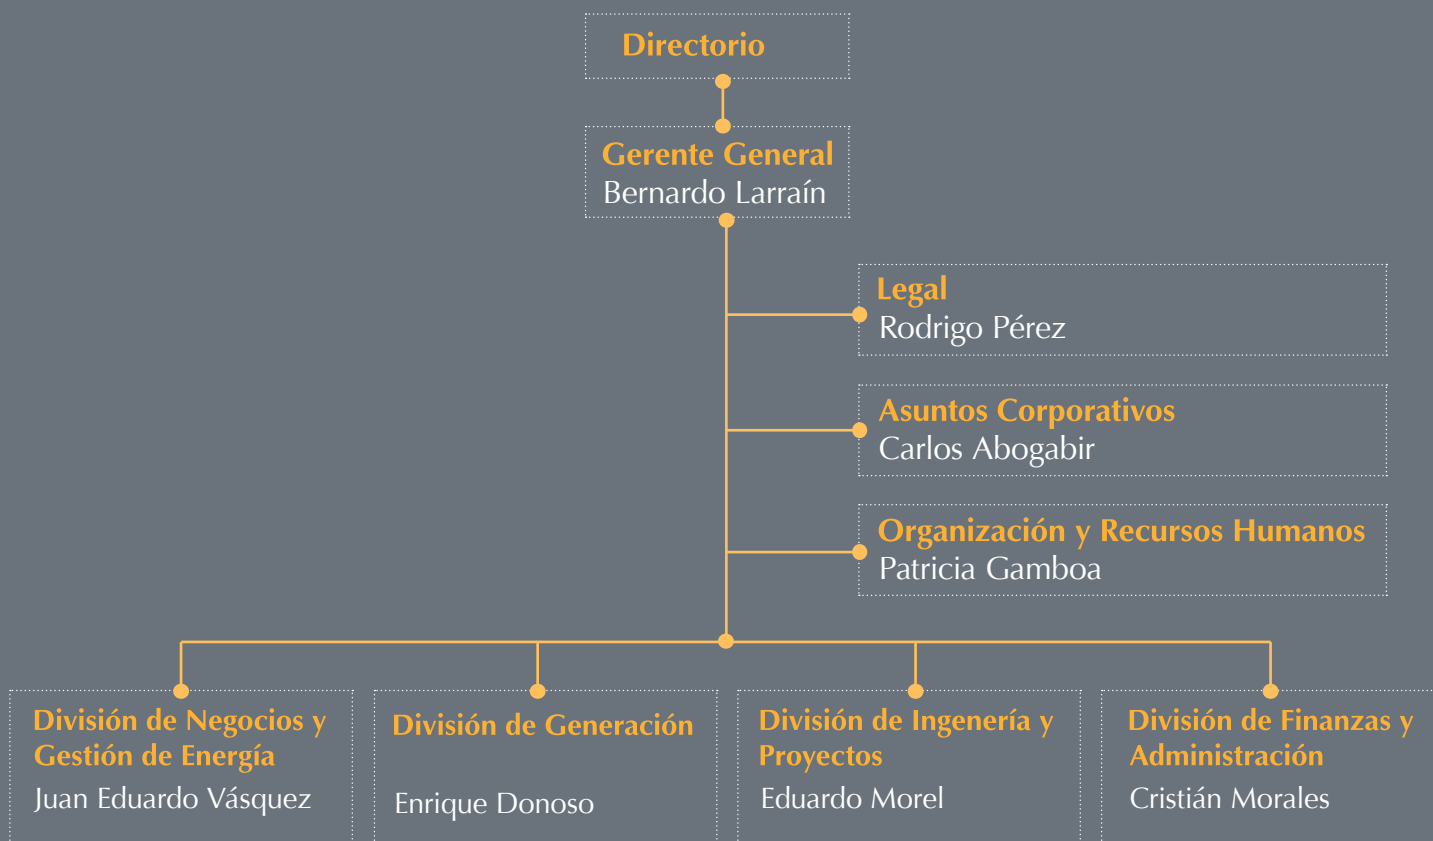 Directorio
Gerente General
Bernardo Larraín
Legal
Rodrigo Pérez
Asuntos Corporativos
Carlos Abogabir
Organización y Recursos Humanos
Patricia Gamboa
División de Negocios y
Gestión de Energía
Juan Eduardo Vásquez
División de Generación
Enrique Donoso
División de Ingenería y
Proyectos
Eduardo Morel
División de Finanzas y
Administración
Cristián Morales